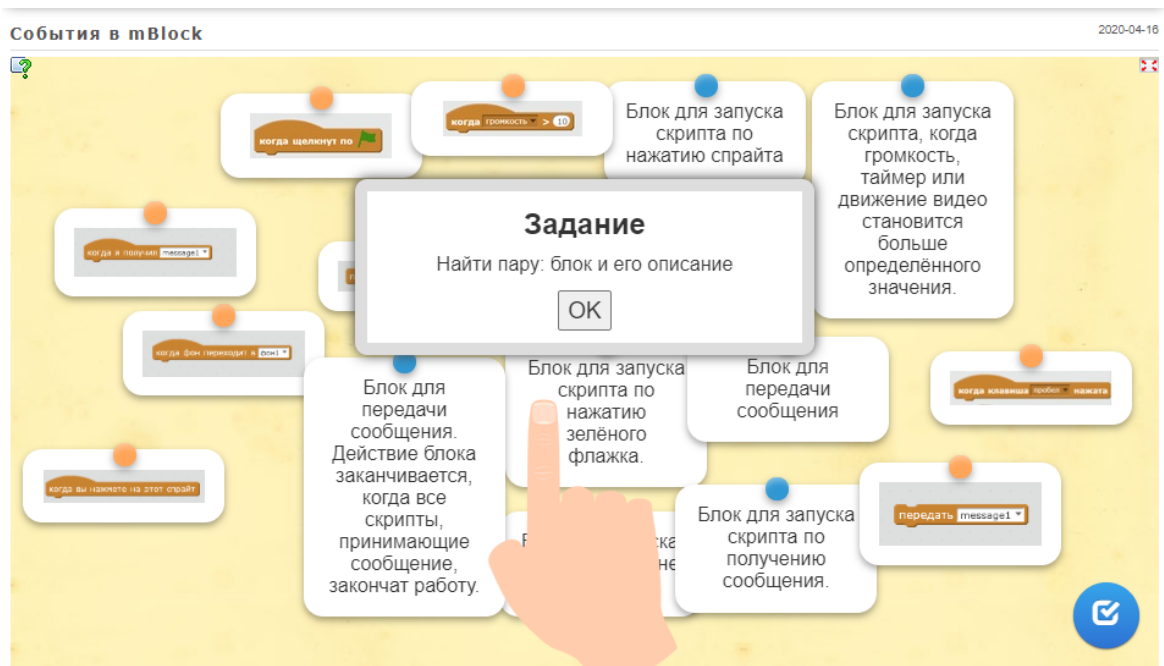 События в mBlock
2020-04-16
когда щелкнут по
когда громкость > 10
Блок для запуска
скрипта по
нажатию спрайта
Блок для запуска
скрипта, когда
громкость,
таймер или
движение видео
становится
больше
определённого
значения.
Задание
Найти пару: блок и его описание
OK
когда я получил message1
когда фон переходит в фон1
когда вы нажмете на этот спрайт
Блок для
передачи
сообщения.
Действие блока
заканчивается,
когда все
скрипты,
принимающие
сообщение,
закончат работу.
Блок для запуска
скрипта по
нажатию
зелёного
флажка.
Блок для
передачи
сообщения
когда клавиша пробел нажата
Блок для запуска
скрипта по
получению
сообщения.
передать message1